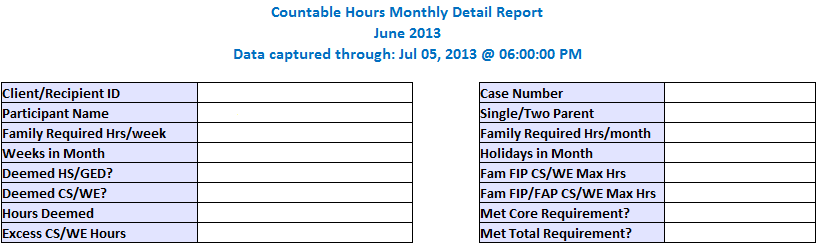 Countable Hours Monthly Detail Report
June 2013
Data captured through: Jul 05, 2013 @ 06:00:00 PM
Client/Recipient ID
Case Number
Participant Name
Single/Two Parent
Family Required Hrs/week
Family Required Hrs/month
Weeks in Month
Holidays in Month
Deemed HS/GED?
Fam FIP CS/WE Max Hrs
Deemed CS/WE?
Fam FIP/FAP CS/WE Max Hrs
Hours Deemed
Met Core Requirement?
Excess CS/WE Hours
Met Total Requirement?